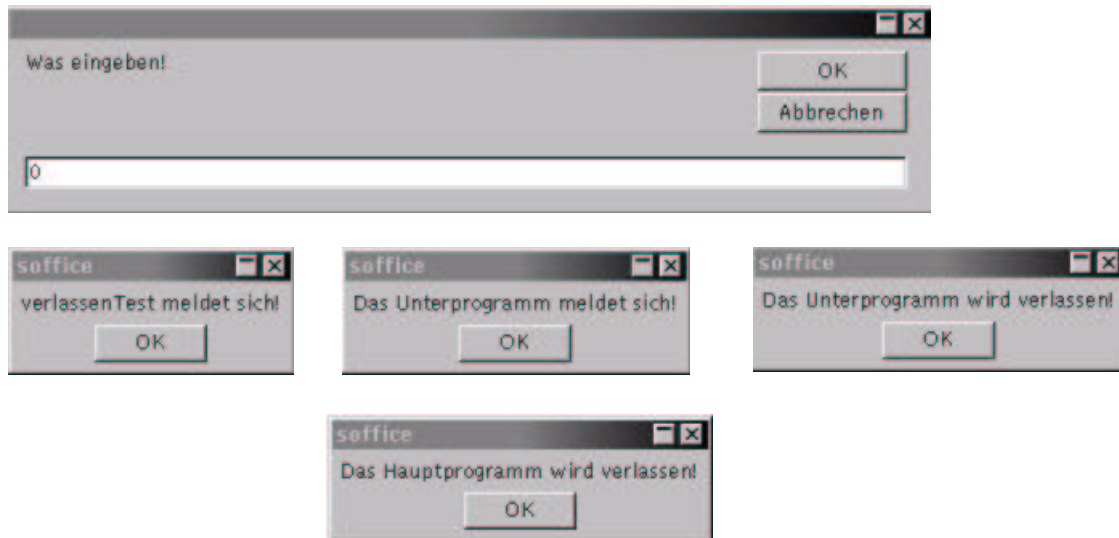 Was eingeben!
OK
Abbrechen
0
soffice
verlassenTest meldet sich!
OK
soffice
Das Unterprogramm meldet sich!
OK
soffice
Das Unterprogramm wird verlassen!
OK
soffice
Das Hauptprogramm wird verlassen!
OK